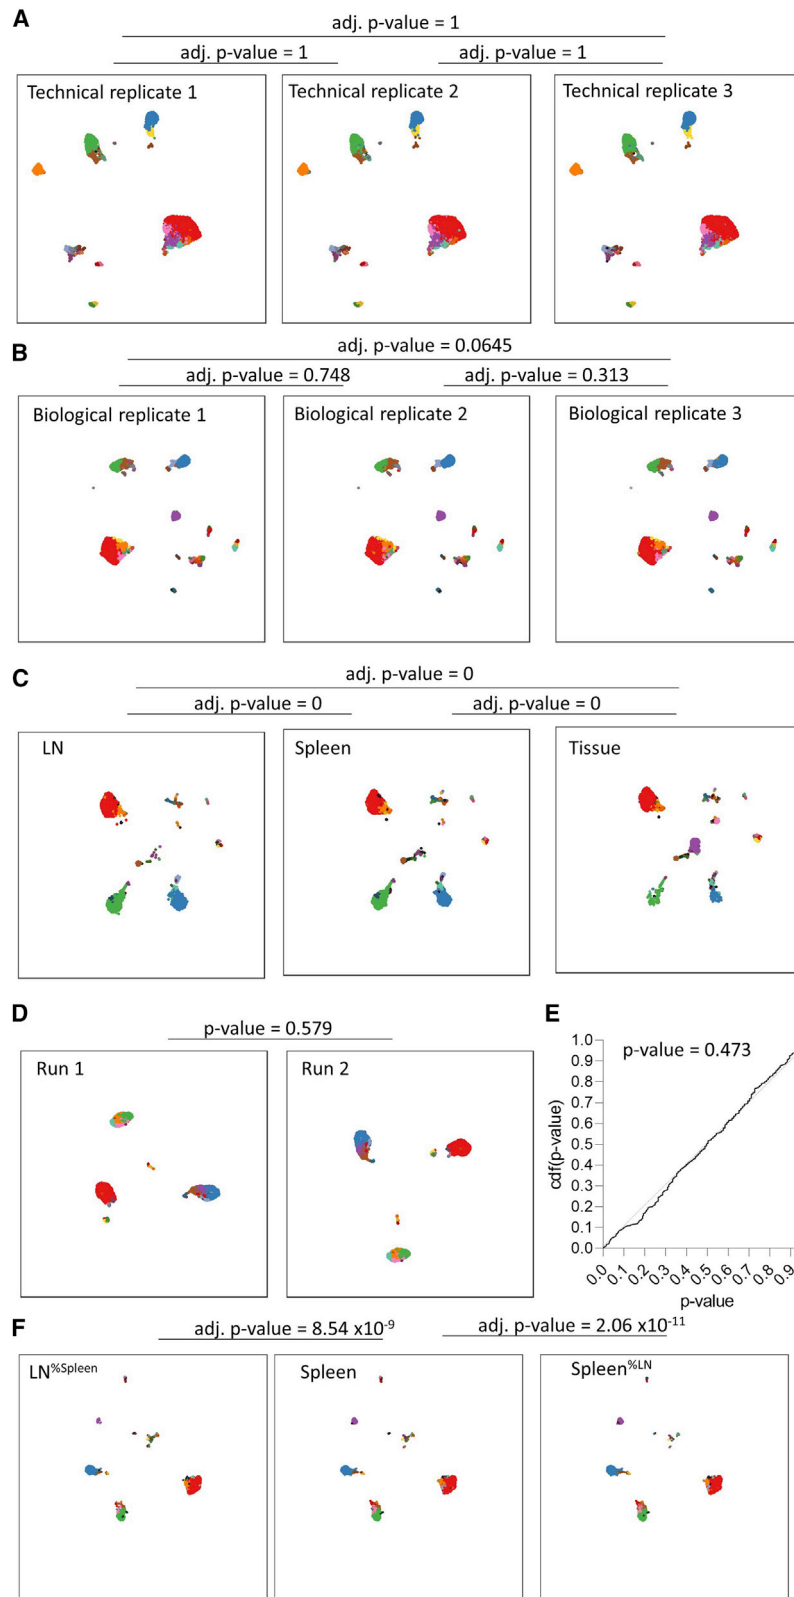 A
adj. p-value = 1
adj. p-value = 1
adj. p-value = 1
Technical replicate 1
Technical replicate 2
Technical replicate 3
B
adj. p-value = 0.0645
adj. p-value = 0.748
adj. p-value = 0.313
Biological replicate 1
Biological replicate 2
Biological replicate 3
C
adj. p-value = 0
adj. p-value = 0
adj. p-value = 0
LN
Spleen
Tissue
D
p-value = 0.579
Run 1
Run 2
E
p-value = 0.473
cdf(p-value)
1.0
0.9
0.8
0.7
0.6
0.5
0.4
0.3
0.2
0.1
0.0
0.0 0.1 0.2 0.3 0.4 0.5 0.6 0.7 0.8 0.9
p-value
F
adj. p-value = 8.54 x10⁻⁹
adj. p-value = 2.06 x10⁻¹¹
LN%Spleen
Spleen
Spleen%LN